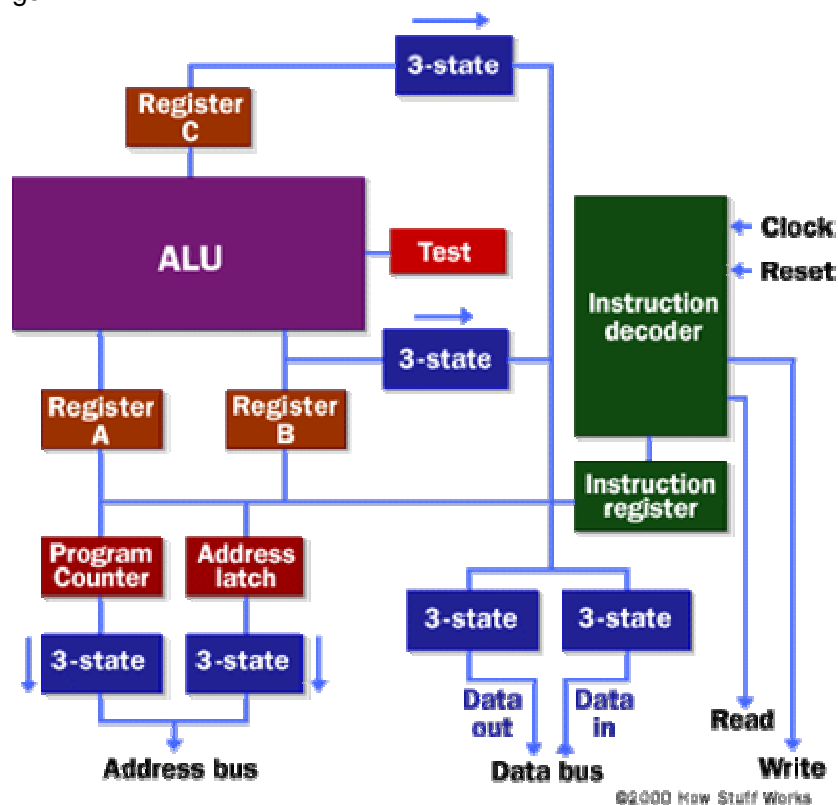 3-state
Register
C
ALU
Test
Clock
Reset
Instruction
decoder
3-state
Register
A
Register
B
Instruction
register
Program
Counter
Address
latch
3-state
3-state
3-state
3-state
Data
out
Data
in
Read
Address bus
Data bus
Write
©2000 How Stuff Works